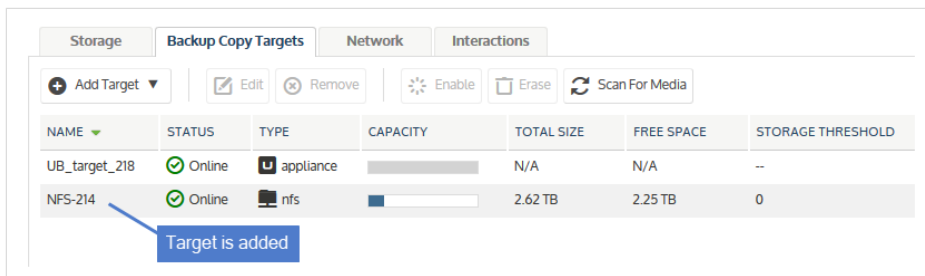 Storage Backup Copy Targets Network Interactions
Add Target Edit Remove Enable Erase Scan For Media
NAME STATUS TYPE CAPACITY TOTAL SIZE FREE SPACE STORAGE THRESHOLD
UB_target_218 Online U appliance N/A N/A --
NFS-214 Online nfs 2.62 TB 2.25 TB 0
Target is added